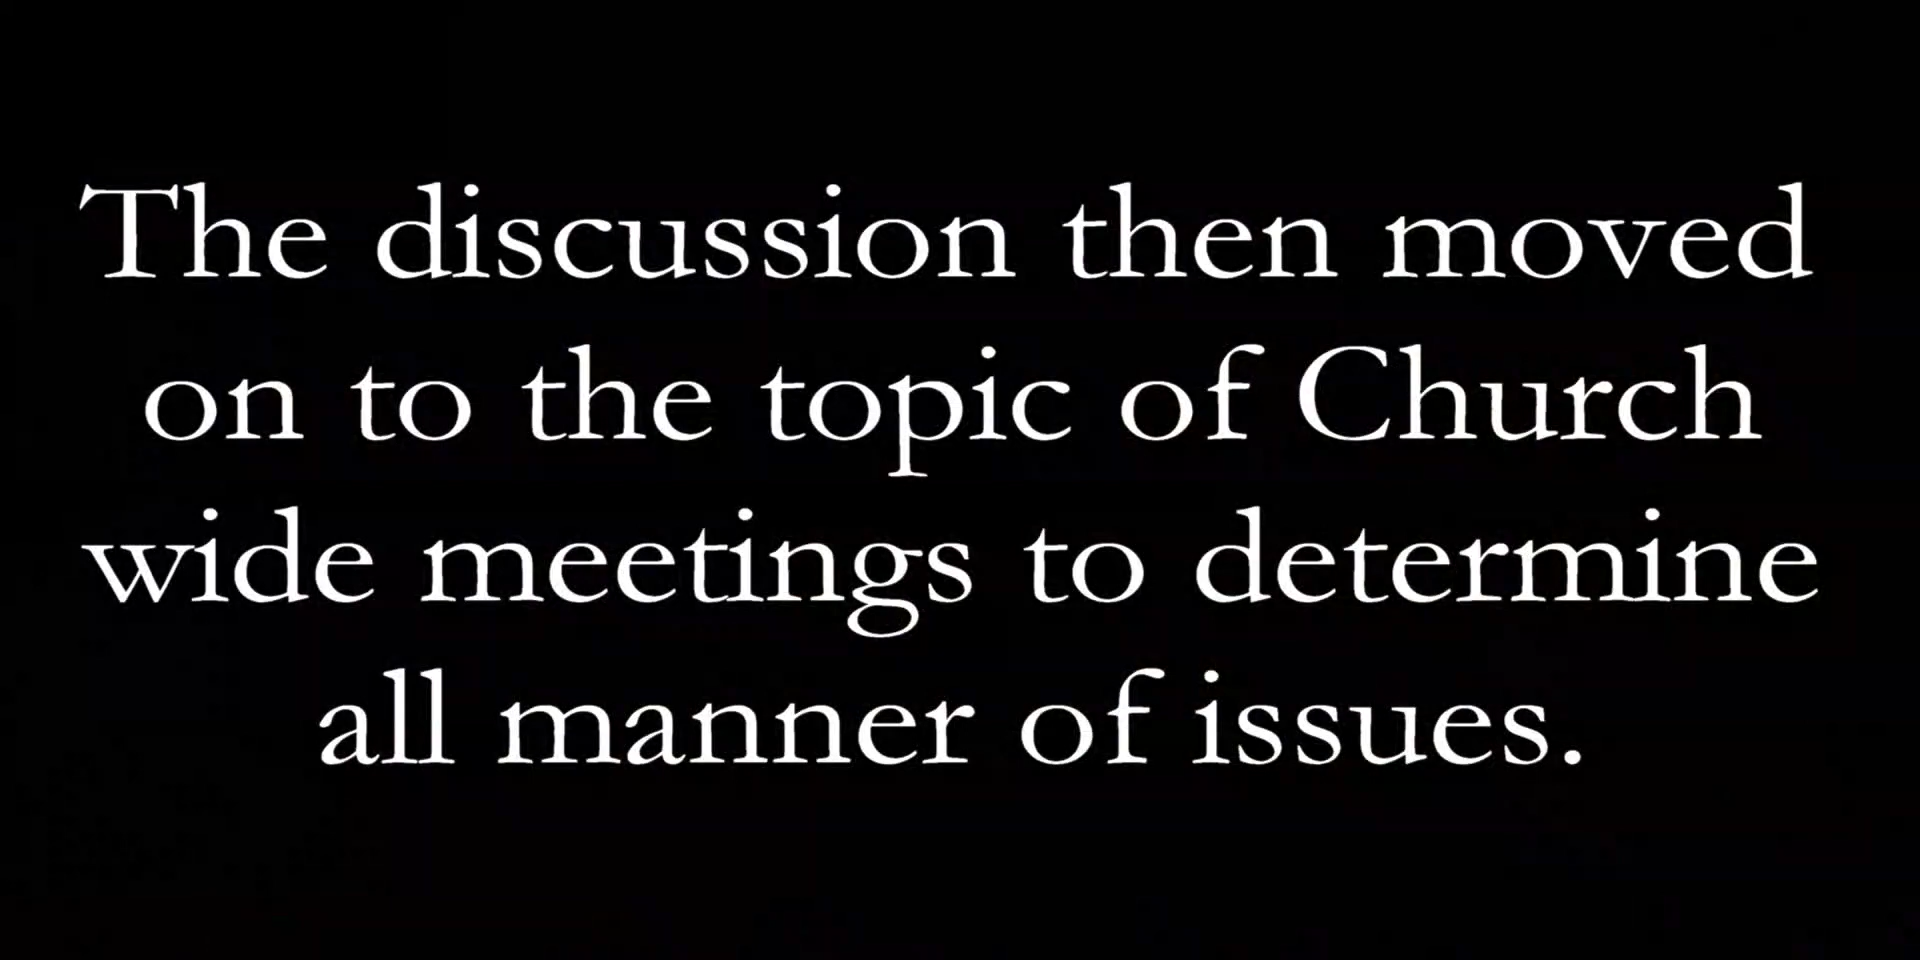 The discussion then moved
on to the topic of Church
wide meetings to determine
all manner of issues.